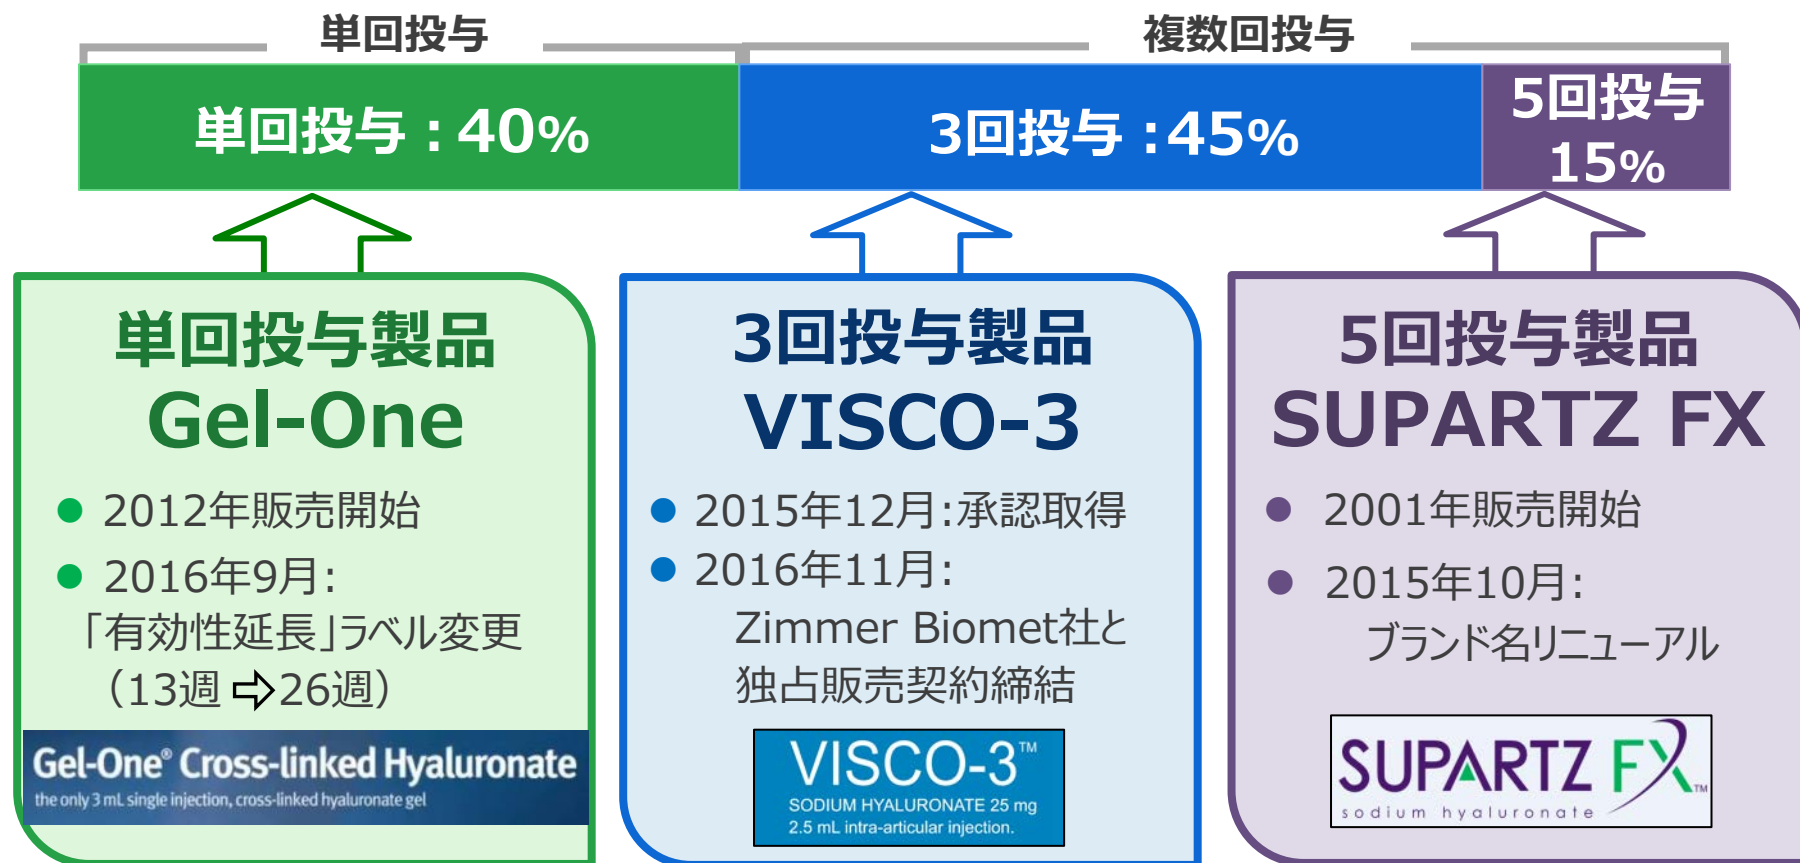 単回投与
複数回投与
単回投与：40%
3回投与：45%
5回投与
15%
単回投与製品
Gel-One
● 2012年販売開始
● 2016年9月:
「有効性延長」ラベル変更
（13週⇨26週）
Gel-One® Cross-linked Hyaluronate
the only 3 mL single injection, cross-linked hyaluronate gel
3回投与製品
VISCO-3
● 2015年12月:承認取得
● 2016年11月:
Zimmer Biomet社と
独占販売契約締結
VISCO-3™
SODIUM HYALURONATE 25 mg
2.5 mL intra-articular injection.
5回投与製品
SUPARTZ FX
● 2001年販売開始
● 2015年10月:
ブランド名リニューアル
SUPARTZ FX™
sodium hyaluronate